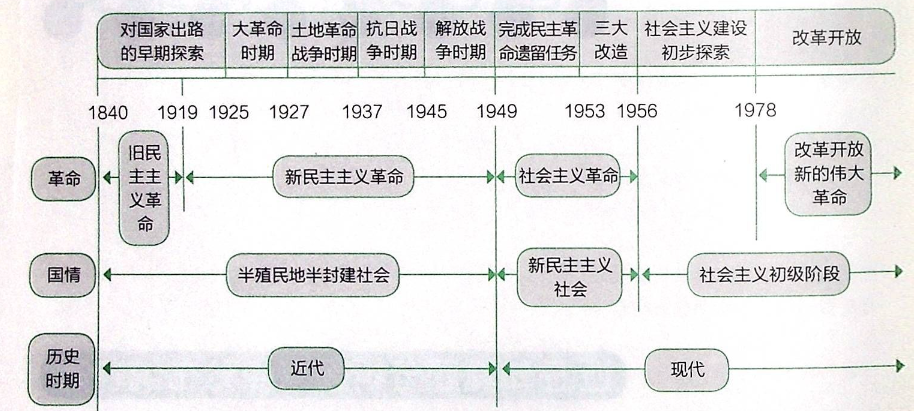 对国家出路
的早期探索
大革命
时期
土地革命
战争时期
抗日战
争时期
解放战
争时期
完成民主革
命遗留任务
三大
改造
社会主义建设
初步探索
改革开放
1840
1919
1925
1927
1937
1945
1949
1953
1956
1978
革命
旧民
主主
义革
命
新民主主义革命
社会主义革命
改革开放
新的伟大
革命
国情
半殖民地半封建社会
新民主主义
社会
社会主义初级阶段
历史
时期
近代
现代